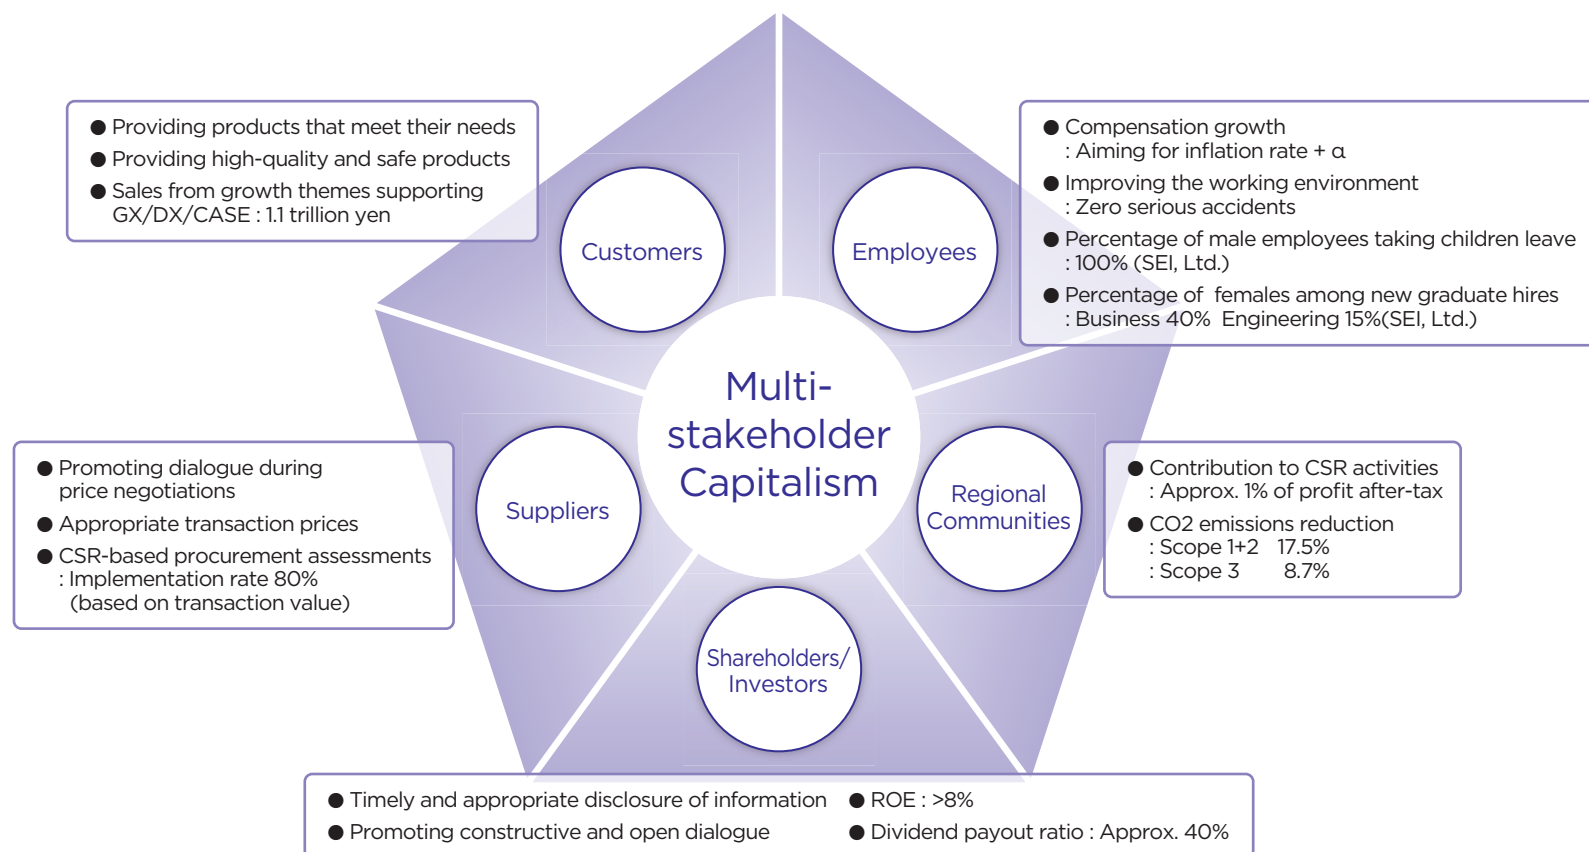 ● Providing products that meet their needs
● Providing high-quality and safe products
● Sales from growth themes supporting
GX/DX/CASE : 1.1 trillion yen
Customers
Employees
● Compensation growth
: Aiming for inflation rate + α
● Improving the working environment
: Zero serious accidents
● Percentage of male employees taking children leave
: 100% (SEI, Ltd.)
● Percentage of females among new graduate hires
: Business 40% Engineering 15%(SEI, Ltd.)
Multi-
stakeholder
Capitalism
● Promoting dialogue during
price negotiations
● Appropriate transaction prices
● CSR-based procurement assessments
: Implementation rate 80%
(based on transaction value)
Suppliers
Regional
Communities
● Contribution to CSR activities
: Approx. 1% of profit after-tax
● CO2 emissions reduction
: Scope 1+2 17.5%
: Scope 3 8.7%
Shareholders/
Investors
● Timely and appropriate disclosure of information
● Promoting constructive and open dialogue
● ROE : >8%
● Dividend payout ratio : Approx. 40%